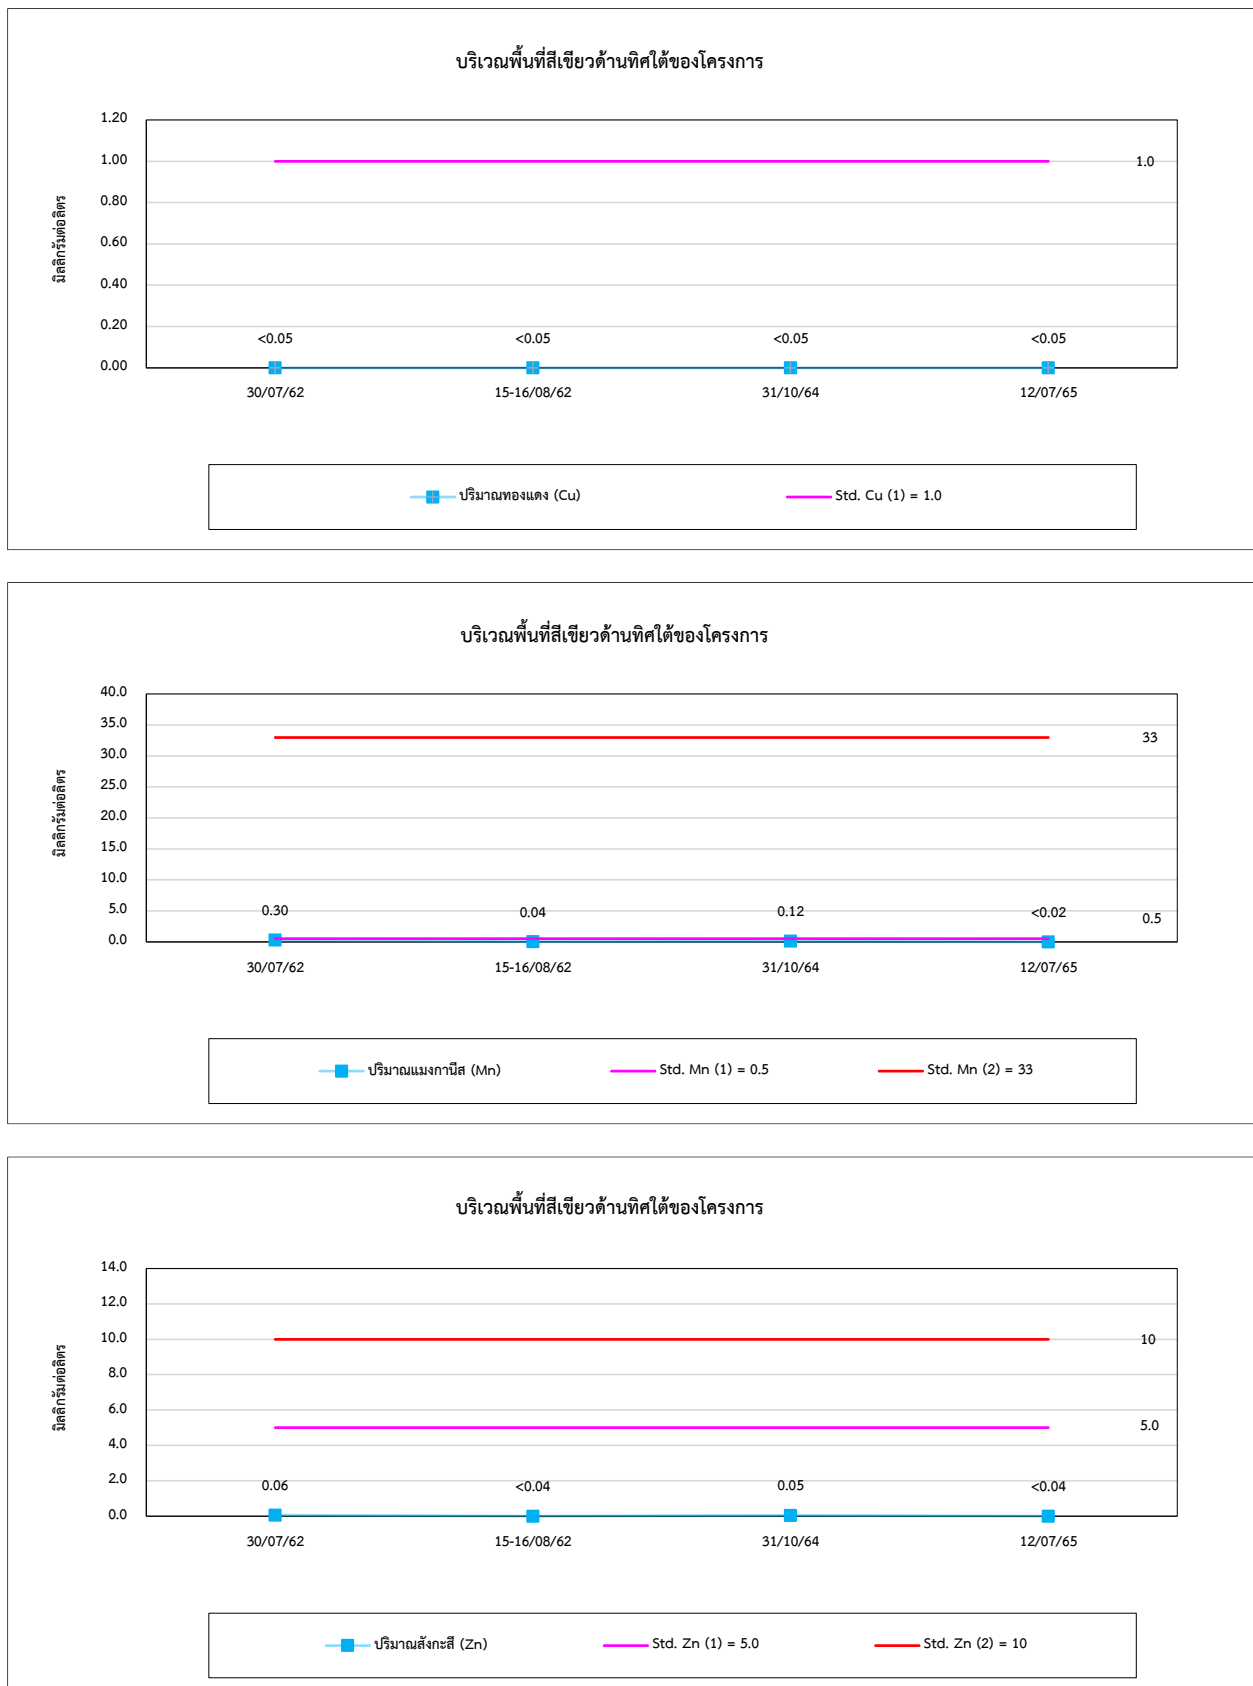 บริเวณพื้นที่สีเขียวด้านทิศใต้ของโครงการ
มิลลิกรัมต่อลิตร
1.20
1.00
0.80
0.60
0.40
0.20
0.00
1.0
<0.05 <0.05 <0.05 <0.05
30/07/62 15-16/08/62 31/10/64 12/07/65
ปริมาณทองแดง (Cu) Std. Cu (1) = 1.0
บริเวณพื้นที่สีเขียวด้านทิศใต้ของโครงการ
มิลลิกรัมต่อลิตร
40.0
35.0
30.0
25.0
20.0
15.0
10.0
5.0
0.0
33
0.30 0.04 0.12 <0.02 0.5
30/07/62 15-16/08/62 31/10/64 12/07/65
ปริมาณแมงกานีส (Mn) Std. Mn (1) = 0.5 Std. Mn (2) = 33
บริเวณพื้นที่สีเขียวด้านทิศใต้ของโครงการ
มิลลิกรัมต่อลิตร
14.0
12.0
10.0
8.0
6.0
4.0
2.0
0.0
10
5.0
0.06 <0.04 0.05 <0.04
30/07/62 15-16/08/62 31/10/64 12/07/65
ปริมาณสังกะสี (Zn) Std. Zn (1) = 5.0 Std. Zn (2) = 10